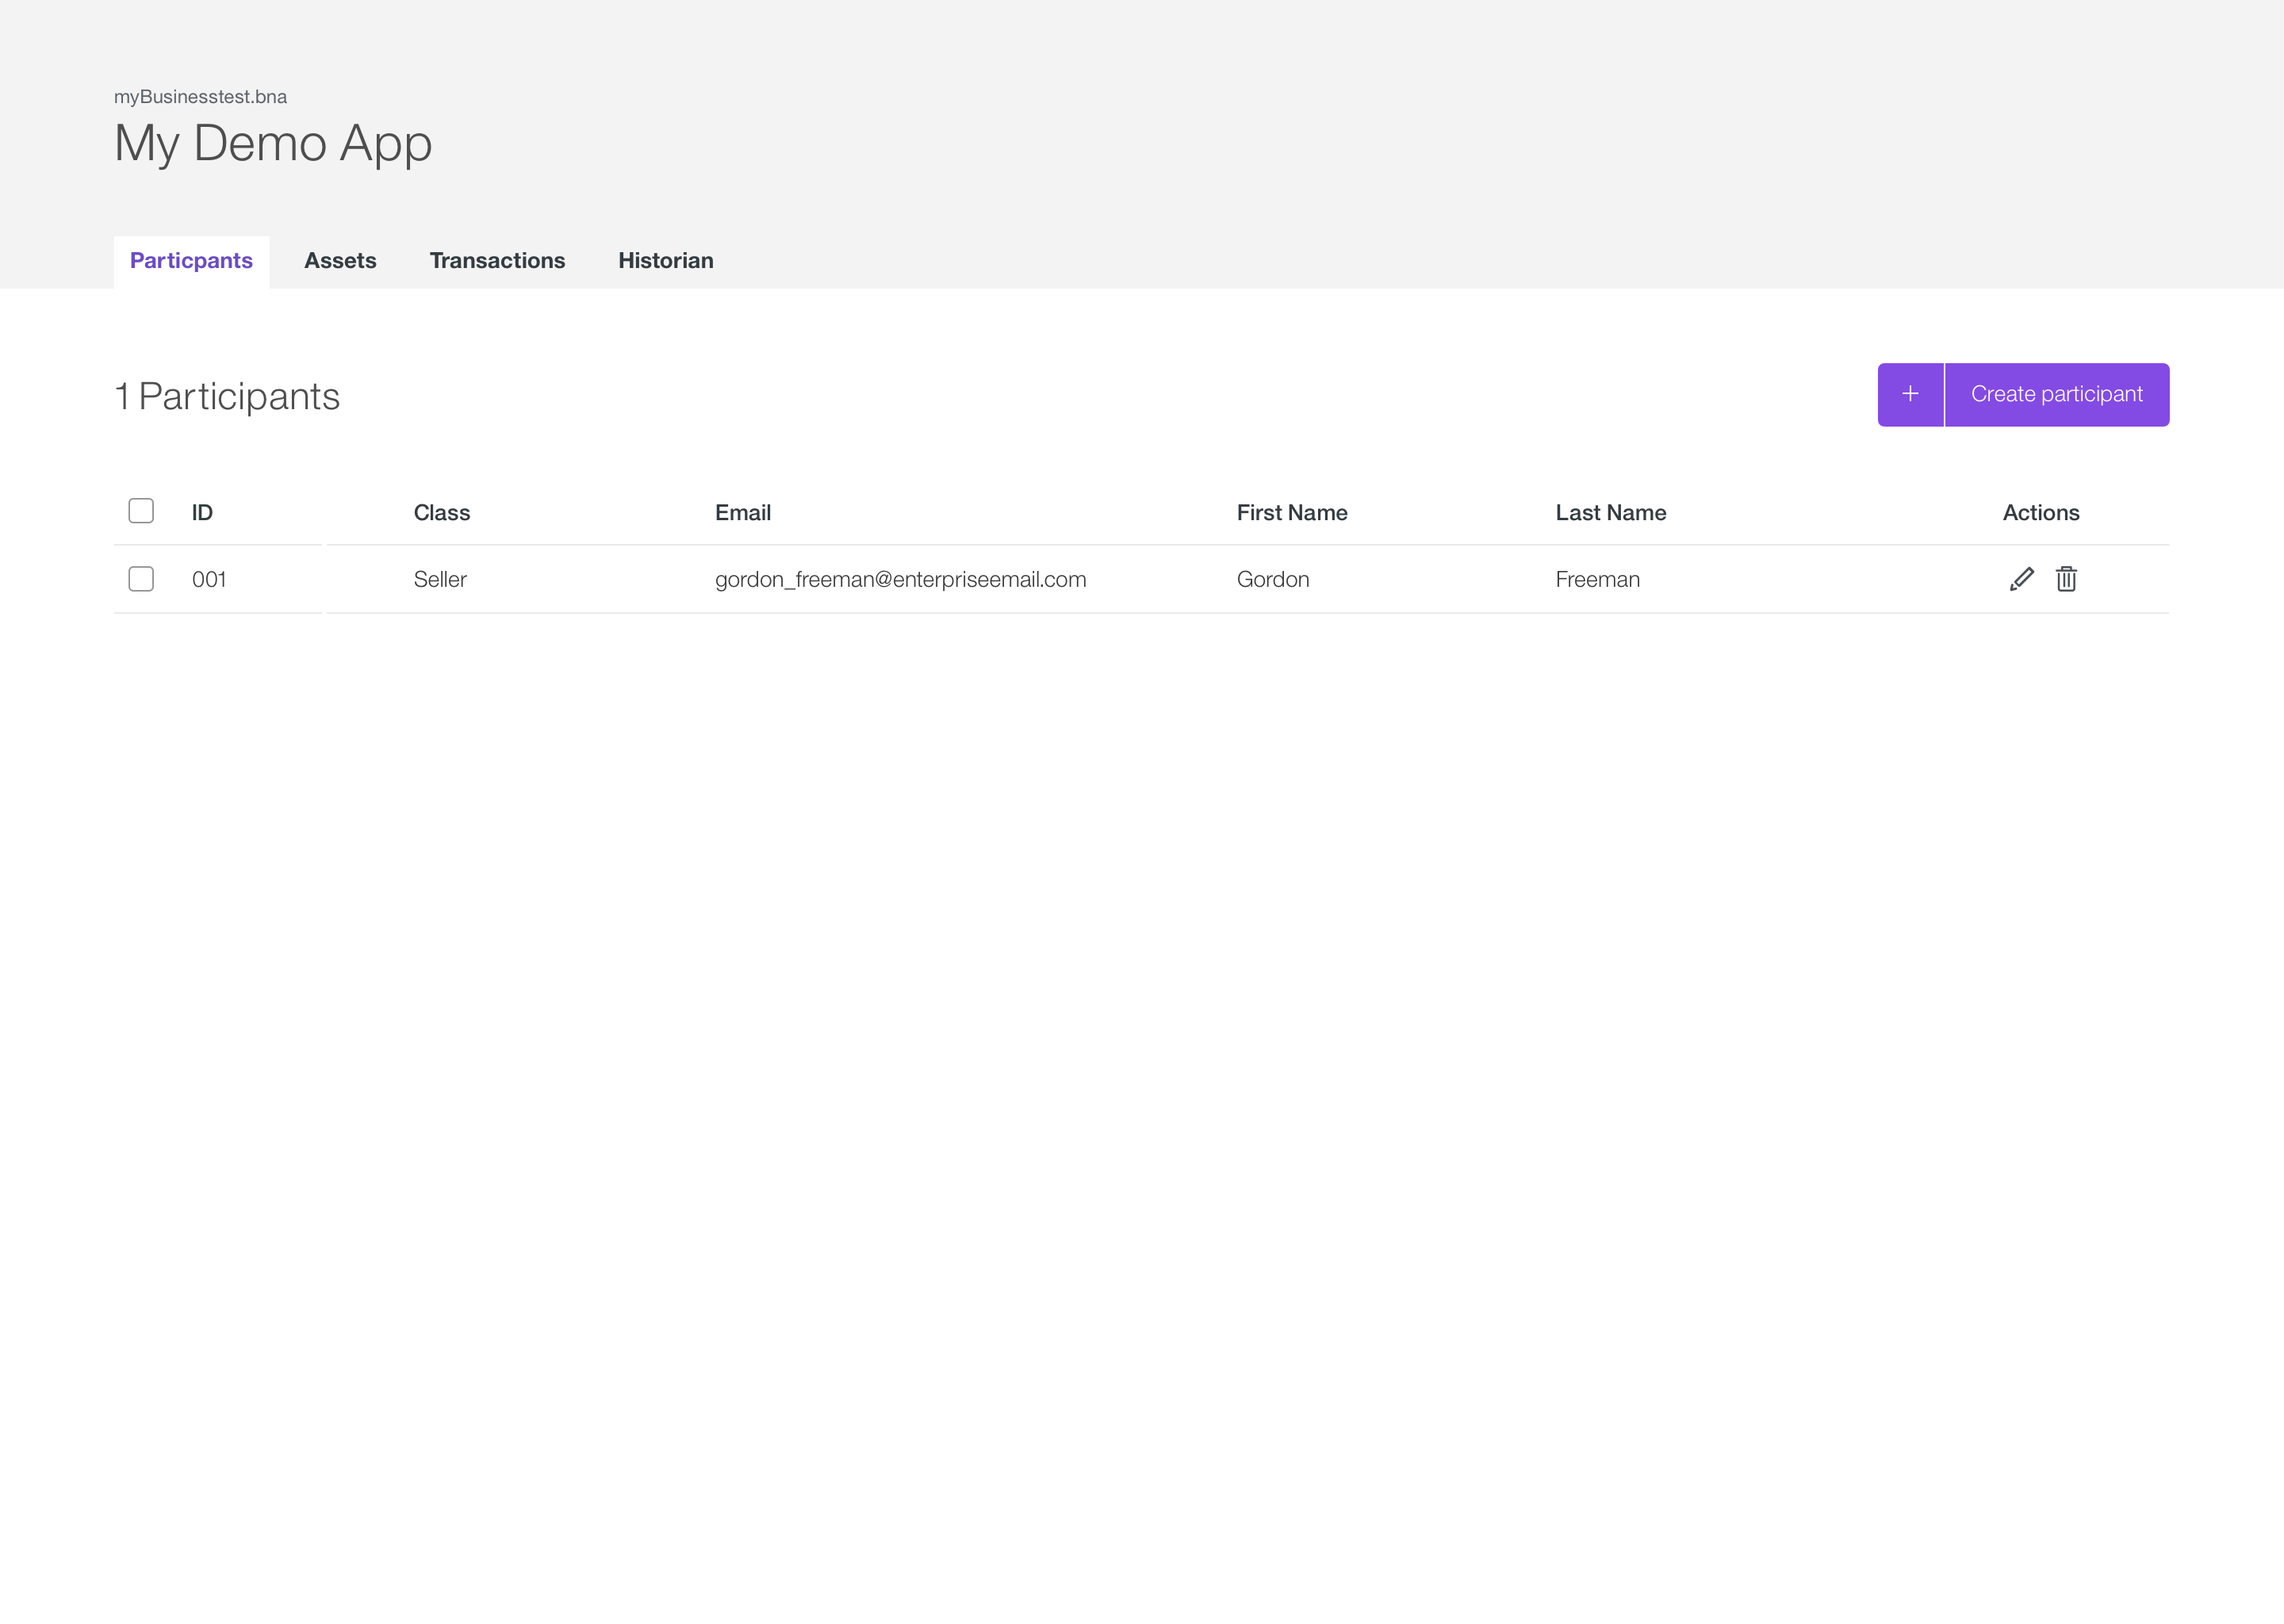 myBusinesstest.bna
My Demo App
Particpants Assets Transactions Historian
1 Participants
+ Create participant
ID Class Email First Name Last Name Actions
001 Seller gordon_freeman@enterpriseemail.com Gordon Freeman